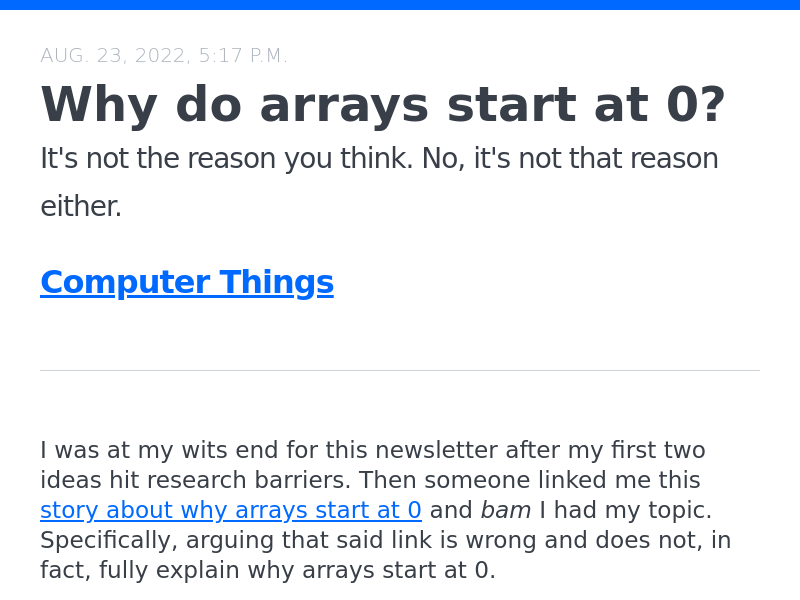 AUG. 23, 2022, 5:17 P.M.
Why do arrays start at 0?
It's not the reason you think. No, it's not that reason
either.
Computer Things
I was at my wits end for this newsletter after my first two
ideas hit research barriers. Then someone linked me this
story about why arrays start at 0 and bam I had my topic.
Specifically, arguing that said link is wrong and does not, in
fact, fully explain why arrays start at 0.